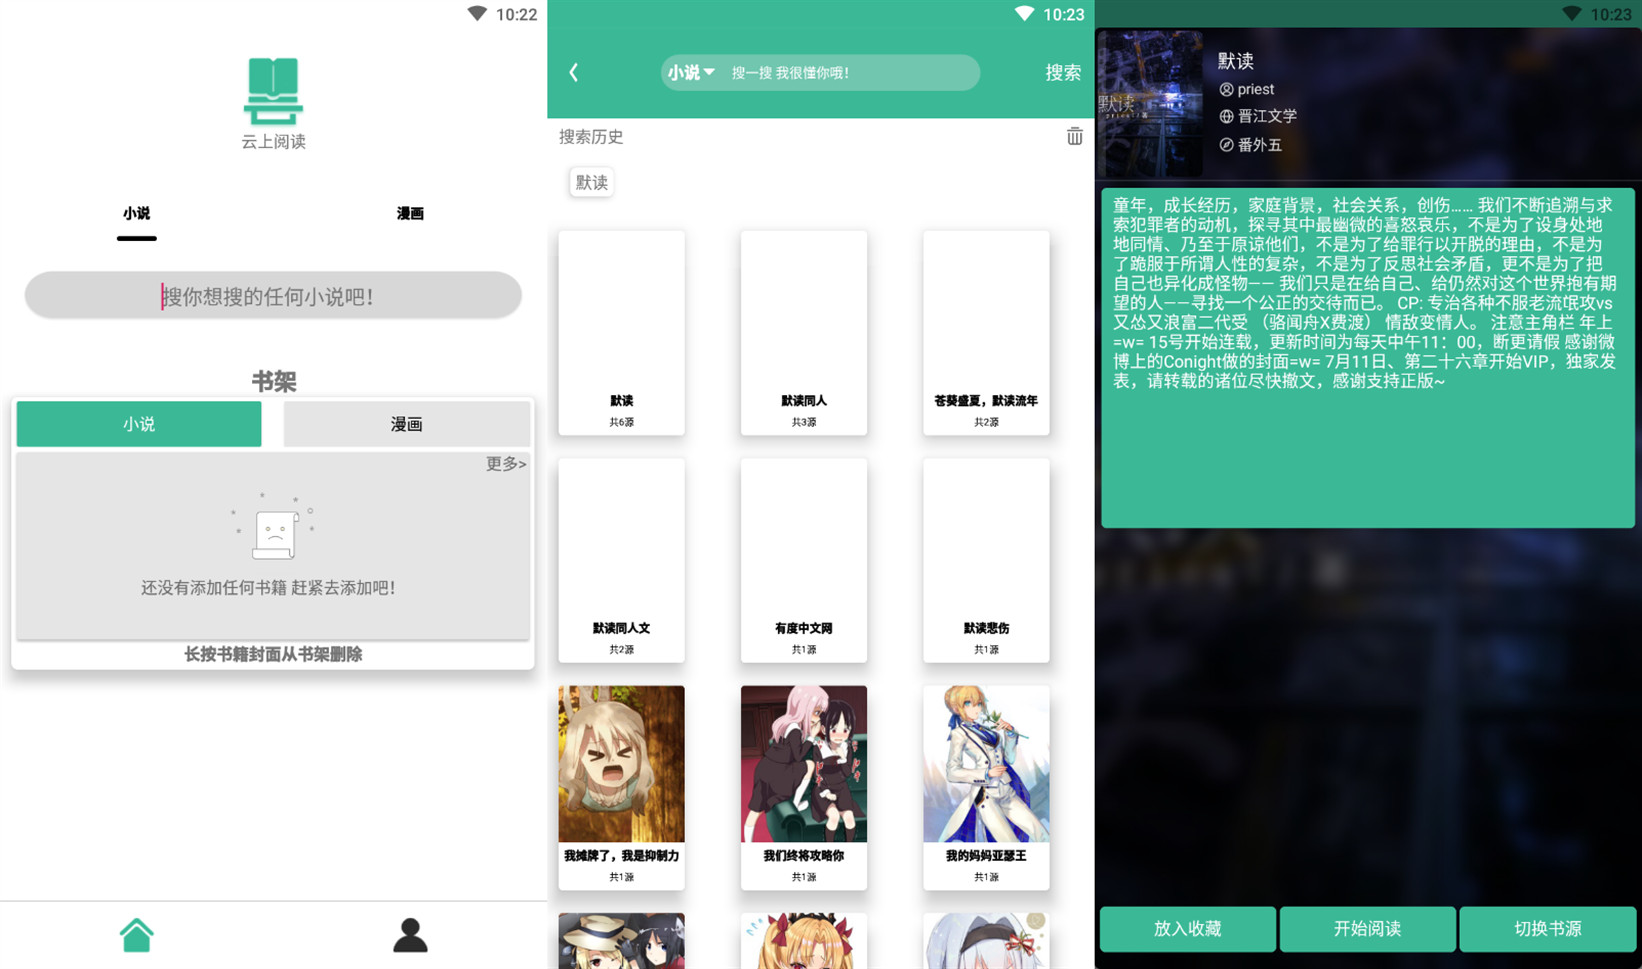 10:22
云上阅读
小说
漫画
搜你想搜的任何小说吧！
书架
小说
漫画
更多>
还没有添加任何书籍 赶紧去添加吧！
长按书籍封面从书架删除
10:23
小说
搜一搜 我很懂你哦！
搜索
搜索历史
默读
默读
共6源
默读同人
共3源
苍葵盛夏，默读流年
共2源
默读同人文
共2源
有度中文网
共1源
默读悲伤
共1源
我摊牌了，我是抑制力
共1源
我们终将攻略你
共1源
我的妈妈亚瑟王
共1源
10:23
默读
priest/著
默读
priest
晋江文学
番外五
童年，成长经历，家庭背景，社会关系，创伤…… 我们不断追溯与求
索犯罪者的动机，探寻其中最幽微的喜怒哀乐，不是为了设身处地
地同情、乃至于原谅他们，不是为了给罪行以开脱的理由，不是为
了跪服于所谓人性的复杂，不是为了反思社会矛盾，更不是为了把
自己也异化成怪物—— 我们只是在给自己、给仍然对这个世界抱有期
望的人——寻找一个公正的交待而已。 CP: 专治各种不服老流氓攻vs
又怂又浪富二代受 （骆闻舟X费渡） 情敌变情人。 注意主角栏 年上
=w= 15号开始连载，更新时间为每天中午11：00，断更请假 感谢微
博上的Conight做的封面=w= 7月11日、第二十六章开始VIP，独家发
表，请转载的诸位尽快撤文，感谢支持正版~
放入收藏
开始阅读
切换书源